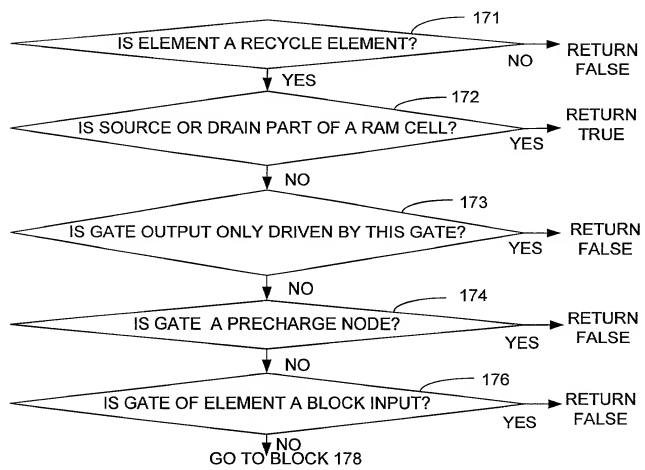 171
IS ELEMENT A RECYCLE ELEMENT?
NO
RETURN
FALSE
YES
172
IS SOURCE OR DRAIN PART OF A RAM CELL?
YES
RETURN
TRUE
NO
173
IS GATE OUTPUT ONLY DRIVEN BY THIS GATE?
YES
RETURN
FALSE
NO
174
IS GATE A PRECHARGE NODE?
YES
RETURN
FALSE
NO
176
IS GATE OF ELEMENT A BLOCK INPUT?
YES
RETURN
FALSE
NO
GO TO BLOCK 178